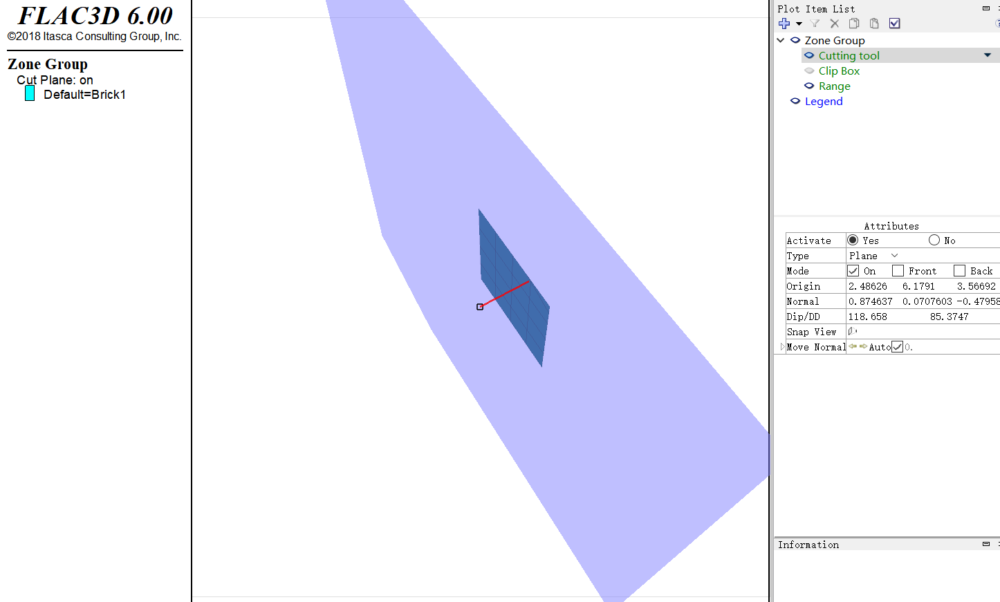 FLAC3D 6.00
©2018 Itasca Consulting Group, Inc.
Zone Group
Cut Plane: on
Default=Brick1
Plot Item List
Zone Group
Cutting tool
Clip Box
Range
Legend
Attributes
Activate Yes No
Type Plane
Mode On Front Back
Origin 2.48626 6.1791 3.56692
Normal 0.874637 0.0707603 -0.47958
Dip/DD 118.658 85.3747
Snap View
Move Normal Auto 0.
Information